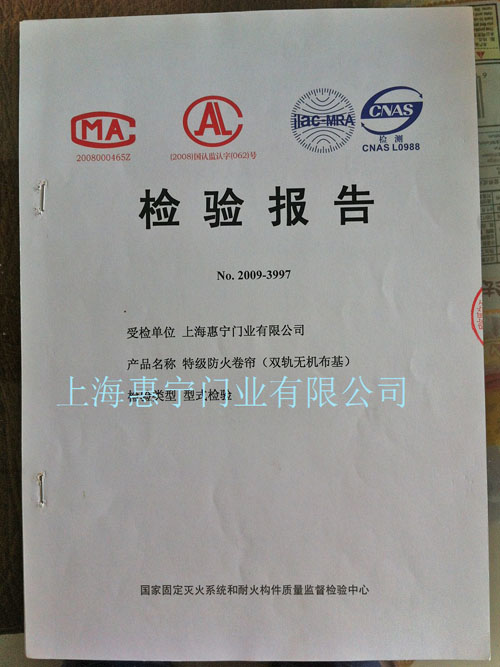 MA
2008000465Z
AL
(2008)国认监认字(062)号
ilac-MRA
CNAS
检 测
CNAS L0988
检验报告
No. 2009-3997
受检单位 上海惠宁门业有限公司
产品名称 特级防火卷帘（双轨无机布基）
上海惠宁门业有限公司
检验类型 型式检验
国家固定灭火系统和耐火构件质量监督检验中心